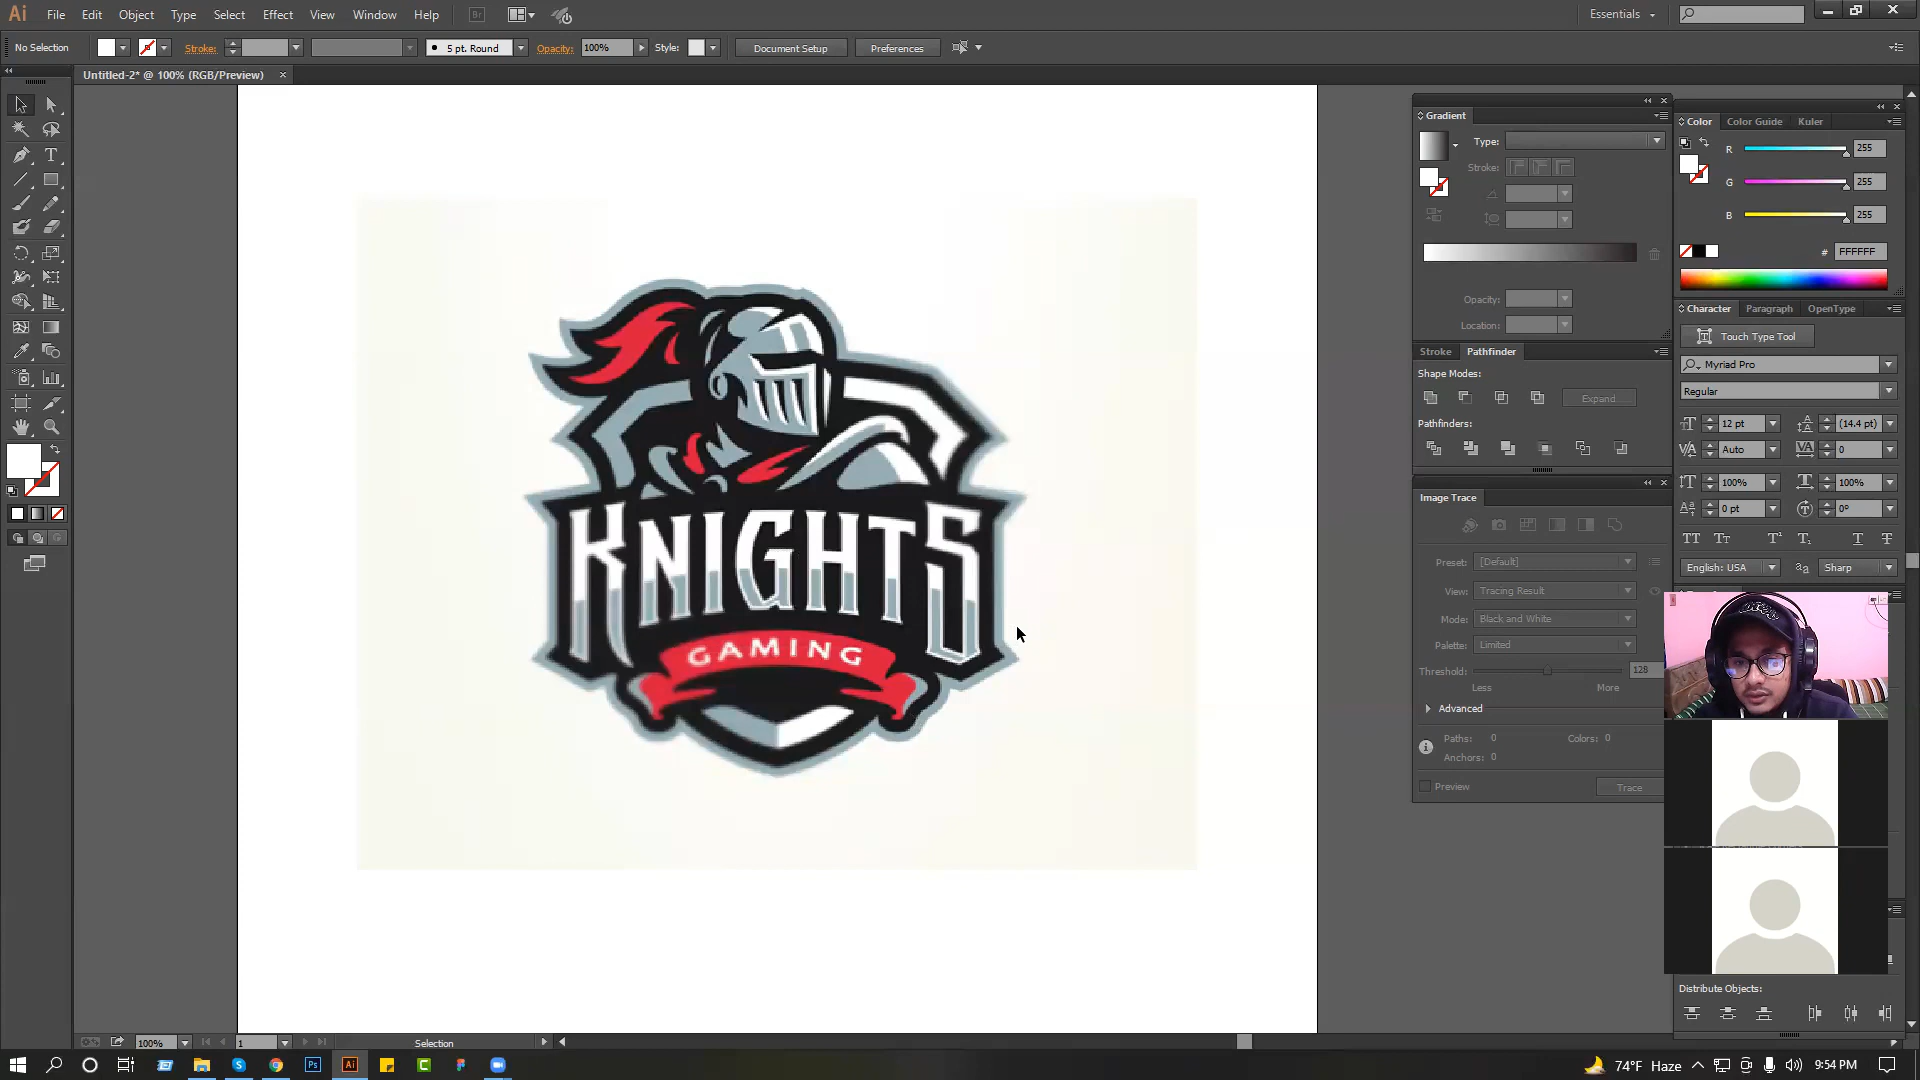 Ai File Edit Object Type Select Effect View Window Help Br Essentials
No Selection Stroke: 5 pt. Round Opacity: 100% Style: Document Setup Preferences
Untitled-2* @ 100% (RGB/Preview)
KNIGHTS
GAMING
Gradient
Type:
Stroke:
Opacity:
Location:
Stroke Pathfinder
Shape Modes:
Expand
Pathfinders:
Image Trace
Preset: [Default]
View: Tracing Result
Mode: Black and White
Palette: Limited
Threshold: 128
Less More
Advanced
Paths: 0 Colors: 0
Anchors: 0
Preview Trace
Color Color Guide Kuler
R 255
G 255
B 255
# FFFFFF
Character Paragraph OpenType
Touch Type Tool
Myriad Pro
Regular
12 pt (14.4 pt)
Auto 0
100% 100%
0 pt 0°
English: USA Sharp
Distribute Objects:
100% 1 Selection
Ps Ai C 74°F Haze 9:54 PM